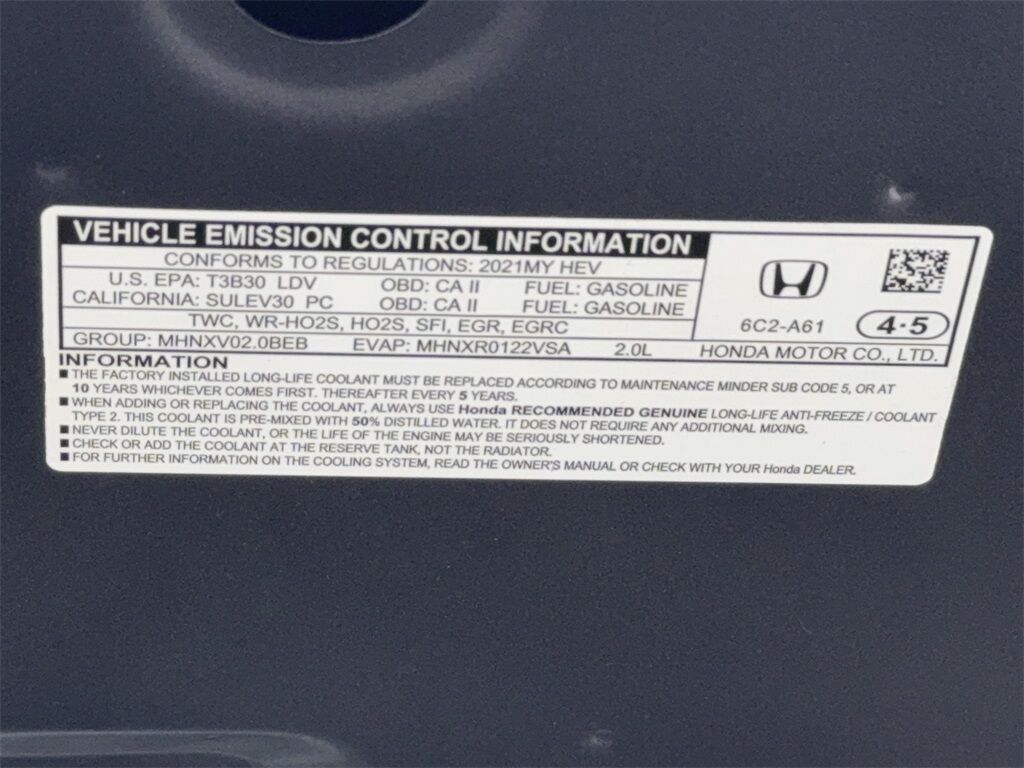 VEHICLE EMISSION CONTROL INFORMATION
CONFORMS TO REGULATIONS: 2021MY HEV
U.S. EPA: T3B30 LDV OBD: CA II FUEL: GASOLINE
CALIFORNIA: SULEV30 PC OBD: CA II FUEL: GASOLINE
TWC, WR-HO2S, HO2S, SFI, EGR, EGRC
6C2-A61 4·5
GROUP: MHNXV02.0BEB EVAP: MHNXR0122VSA 2.0L HONDA MOTOR CO., LTD.
INFORMATION
■ THE FACTORY INSTALLED LONG-LIFE COOLANT MUST BE REPLACED ACCORDING TO MAINTENANCE MINDER SUB CODE 5, OR AT
10 YEARS WHICHEVER COMES FIRST. THEREAFTER EVERY 5 YEARS.
■ WHEN ADDING OR REPLACING THE COOLANT, ALWAYS USE Honda RECOMMENDED GENUINE LONG-LIFE ANTI-FREEZE / COOLANT
TYPE 2. THIS COOLANT IS PRE-MIXED WITH 50% DISTILLED WATER. IT DOES NOT REQUIRE ANY ADDITIONAL MIXING.
■ NEVER DILUTE THE COOLANT, OR THE LIFE OF THE ENGINE MAY BE SERIOUSLY SHORTENED.
■ CHECK OR ADD THE COOLANT AT THE RESERVE TANK, NOT THE RADIATOR.
■ FOR FURTHER INFORMATION ON THE COOLING SYSTEM, READ THE OWNER'S MANUAL OR CHECK WITH YOUR Honda DEALER.